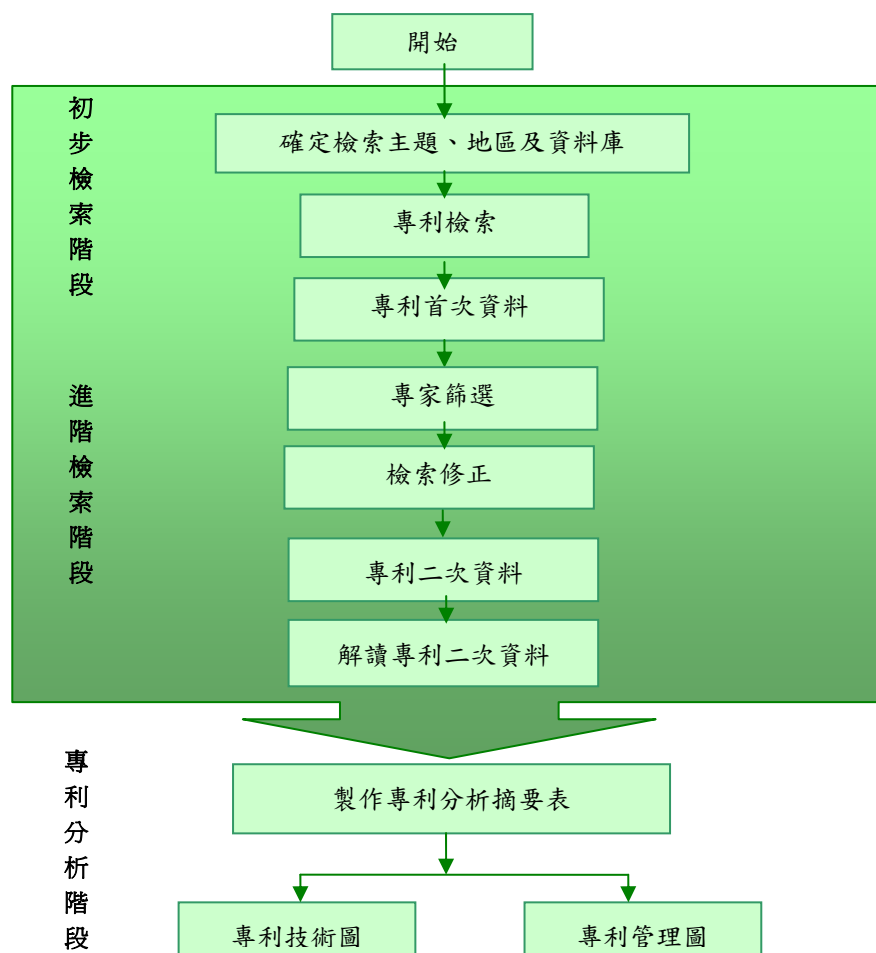 開始
初步檢索階段
確定檢索主題、地區及資料庫
專利檢索
專利首次資料
進階檢索階段
專家篩選
檢索修正
專利二次資料
解讀專利二次資料
專利分析階段
製作專利分析摘要表
專利技術圖
專利管理圖